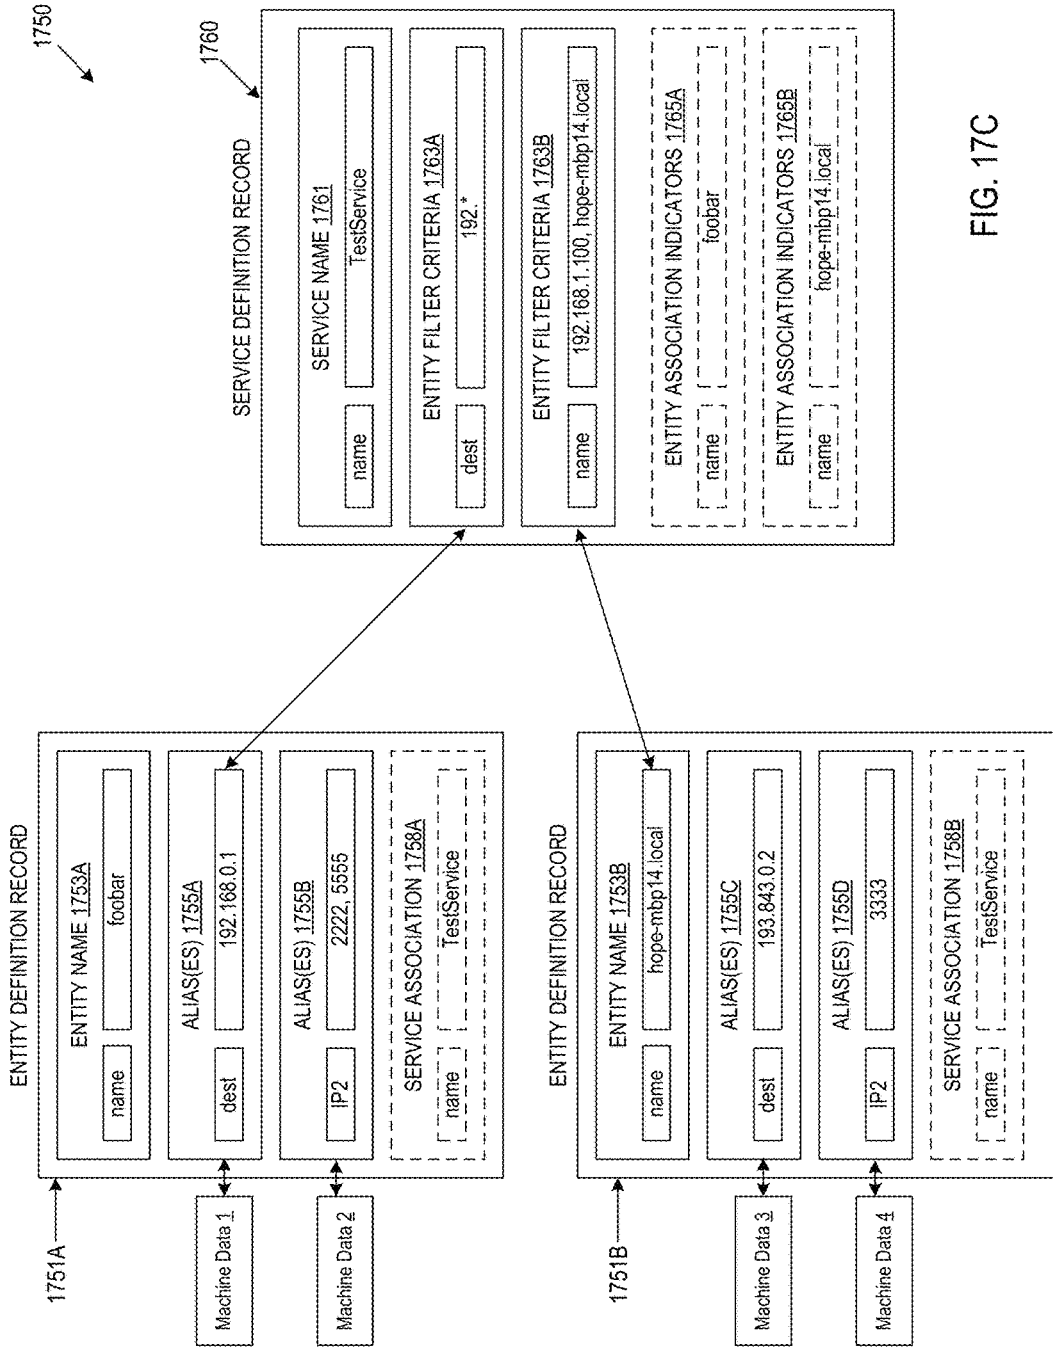 1750
1751A
ENTITY DEFINITION RECORD
ENTITY NAME 1753A
name
foobar
Machine Data 1
ALIAS(ES) 1755A
dest
192.168.0.1
Machine Data 2
ALIAS(ES) 1755B
IP2
2222, 5555
SERVICE ASSOCIATION 1758A
name
TestService
1751B
ENTITY DEFINITION RECORD
ENTITY NAME 1753B
name
hope-mbp14.local
Machine Data 3
ALIAS(ES) 1755C
dest
193.843.0.2
Machine Data 4
ALIAS(ES) 1755D
IP2
3333
SERVICE ASSOCIATION 1758B
name
TestService
1760
SERVICE DEFINITION RECORD
SERVICE NAME 1761
name
TestService
ENTITY FILTER CRITERIA 1763A
dest
192.*
ENTITY FILTER CRITERIA 1763B
name
192.168.1.100, hope-mbp14.local
ENTITY ASSOCIATION INDICATORS 1765A
name
foobar
ENTITY ASSOCIATION INDICATORS 1765B
name
hope-mbp14.local
FIG. 17C